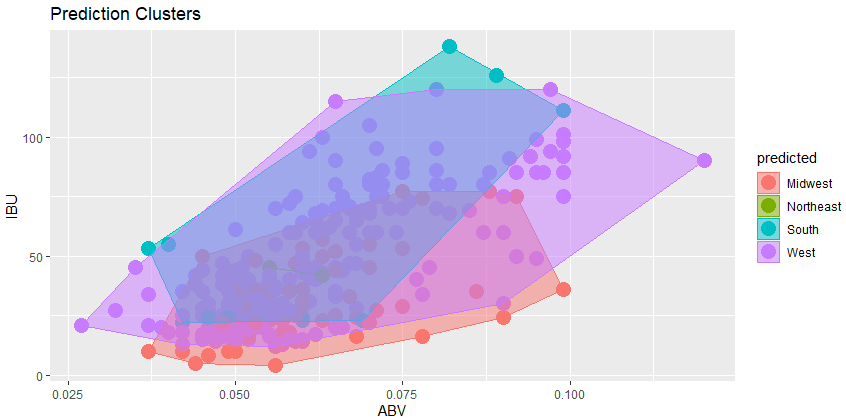 Prediction Clusters
100
50
0
IBU
0.025
0.050
0.075
0.100
ABV
predicted
Midwest
Northeast
South
West